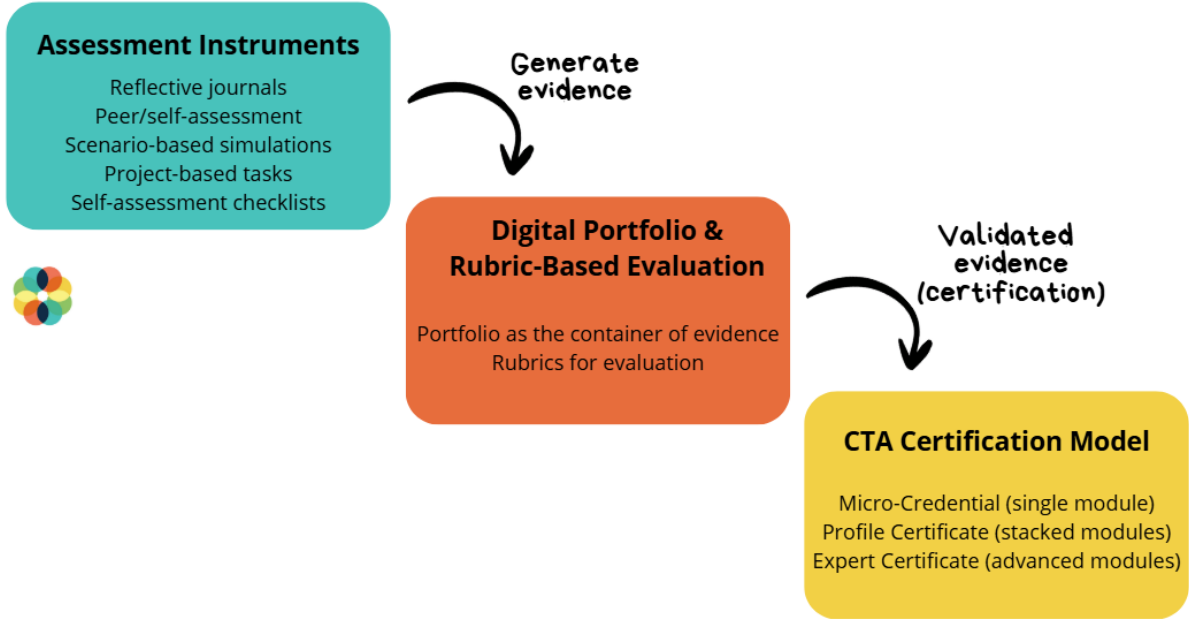 Assessment Instruments
Reflective journals
Peer/self-assessment
Scenario-based simulations
Project-based tasks
Self-assessment checklists
Generate
evidence
Digital Portfolio &
Rubric-Based Evaluation
Portfolio as the container of evidence
Rubrics for evaluation
Validated
evidence
(certification)
CTA Certification Model
Micro-Credential (single module)
Profile Certificate (stacked modules)
Expert Certificate (advanced modules)